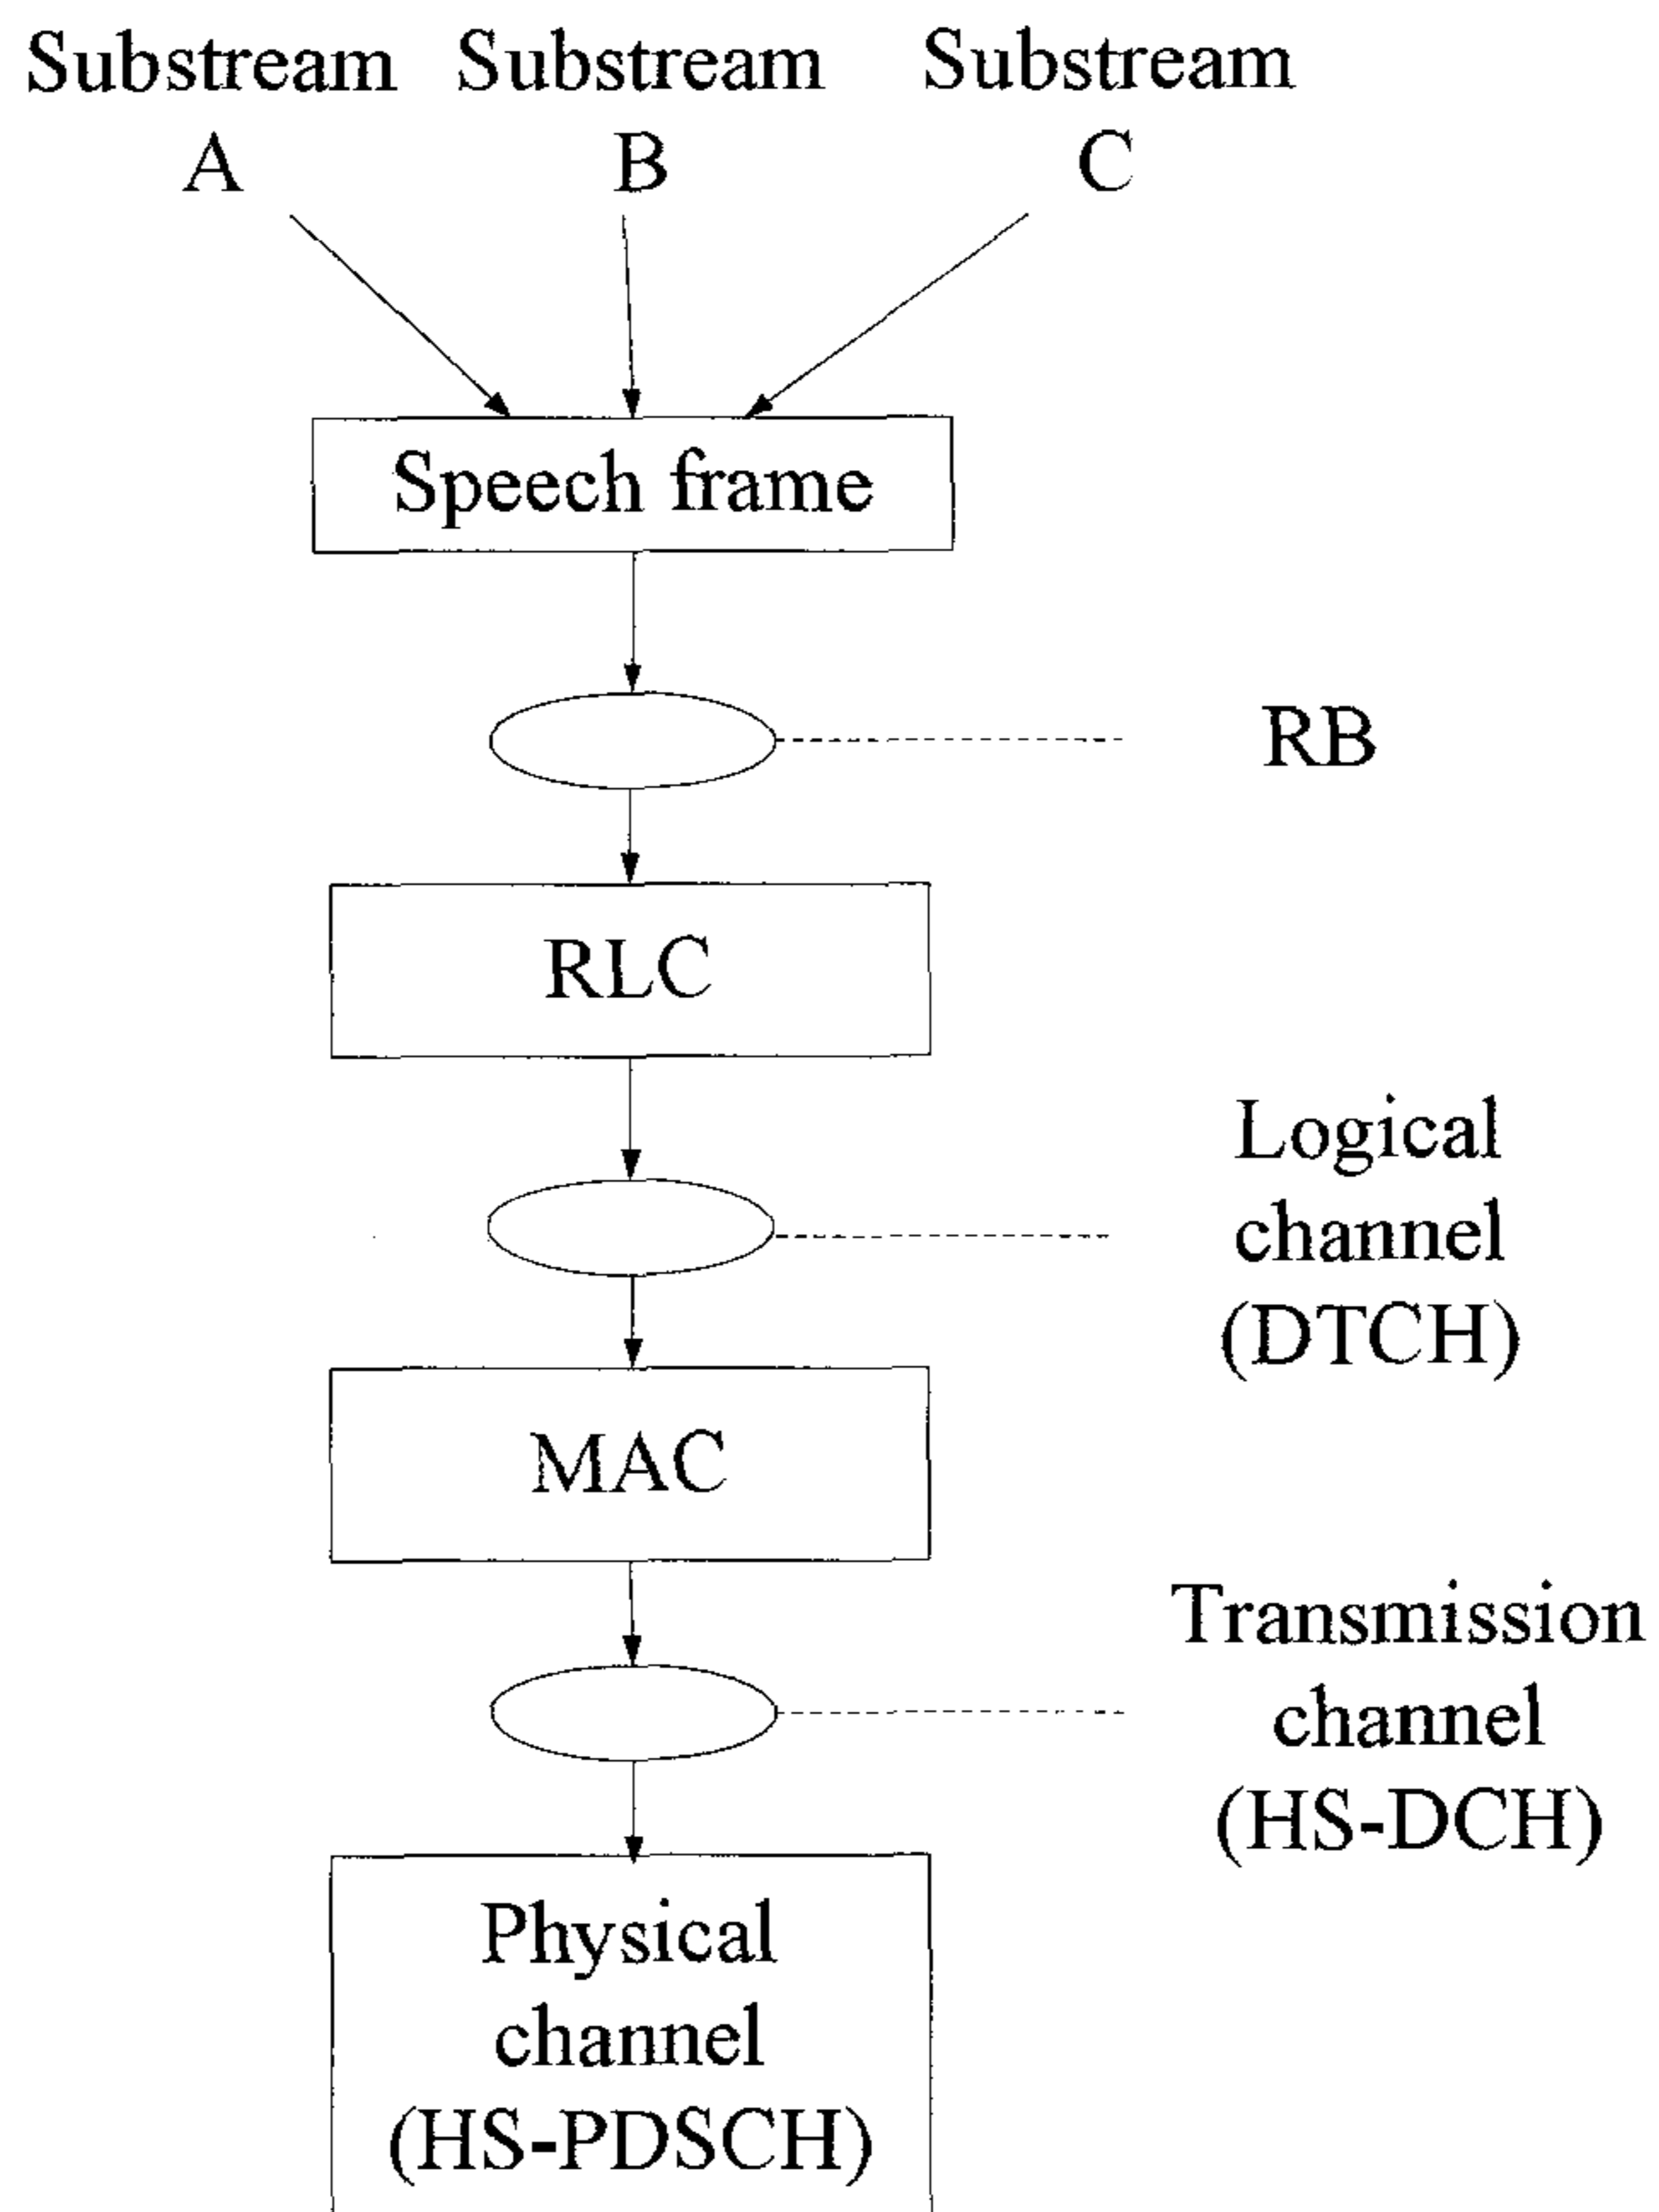 Substream Substream Substream
A B C
Speech frame
RB
RLC
Logical
channel
(DTCH)
MAC
Transmission
channel
(HS-DCH)
Physical
channel
(HS-PDSCH)